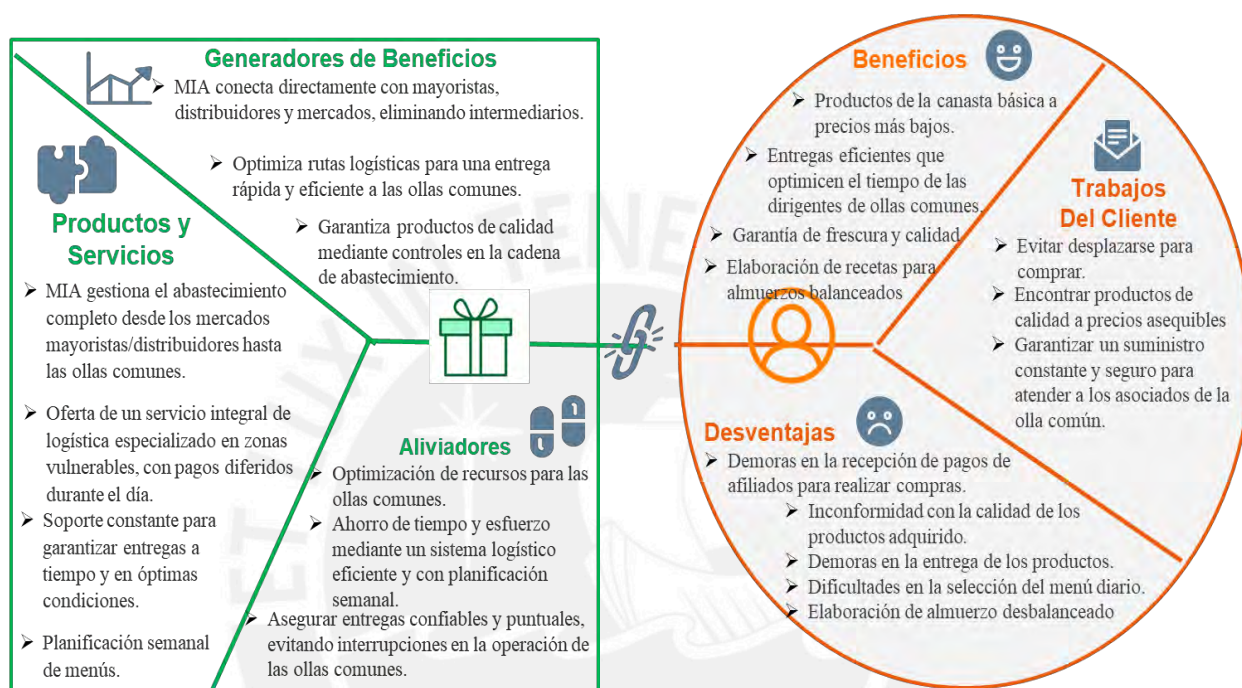 Generadores de Beneficios
➤ MIA conecta directamente con mayoristas,
distribuidores y mercados, eliminando intermediarios.
➤ Optimiza rutas logísticas para una entrega
rápida y eficiente a las ollas comunes.
➤ Garantiza productos de calidad
mediante controles en la cadena
de abastecimiento.
Productos y
Servicios
➤ MIA gestiona el abastecimiento
completo desde los mercados
mayoristas/distribuidores hasta
las ollas comunes.
➤ Oferta de un servicio integral de
logística especializado en zonas
vulnerables, con pagos diferidos
durante el día.
➤ Soporte constante para
garantizar entregas a
tiempo y en óptimas
condiciones.
➤ Planificación semanal
de menús.
Aliviadores
➤ Optimización de recursos para las
ollas comunes.
➤ Ahorro de tiempo y esfuerzo
mediante un sistema logístico
eficiente y con planificación
semanal.
➤ Asegurar entregas confiables y puntuales,
evitando interrupciones en la operación de
las ollas comunes.
Beneficios
➤ Productos de la canasta básica a
precios más bajos.
➤ Entregas eficientes que
optimicen el tiempo de las
dirigentes de ollas comunes.
➤ Garantía de frescura y calidad
➤ Elaboración de recetas para
almuerzos balanceados
Trabajos
Del Cliente
➤ Evitar desplazarse para
comprar.
➤ Encontrar productos de
calidad a precios asequibles
➤ Garantizar un suministro
constante y seguro para
atender a los asociados de la
olla común.
Desventajas
➤ Demoras en la recepción de pagos de
afiliados para realizar compras.
➤ Inconformidad con la calidad de los
productos adquirido.
➤ Demoras en la entrega de los productos.
➤ Dificultades en la selección del menú diario.
➤ Elaboración de almuerzo desbalanceado